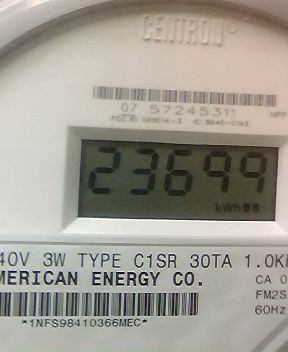 CENTRON®
07 57245311
23699
kWh
40V 3W TYPE C1SR 30TA 1.0K
MERICAN ENERGY CO.
CA 0
FM2S
60Hz
*1NFS98410366MEC*